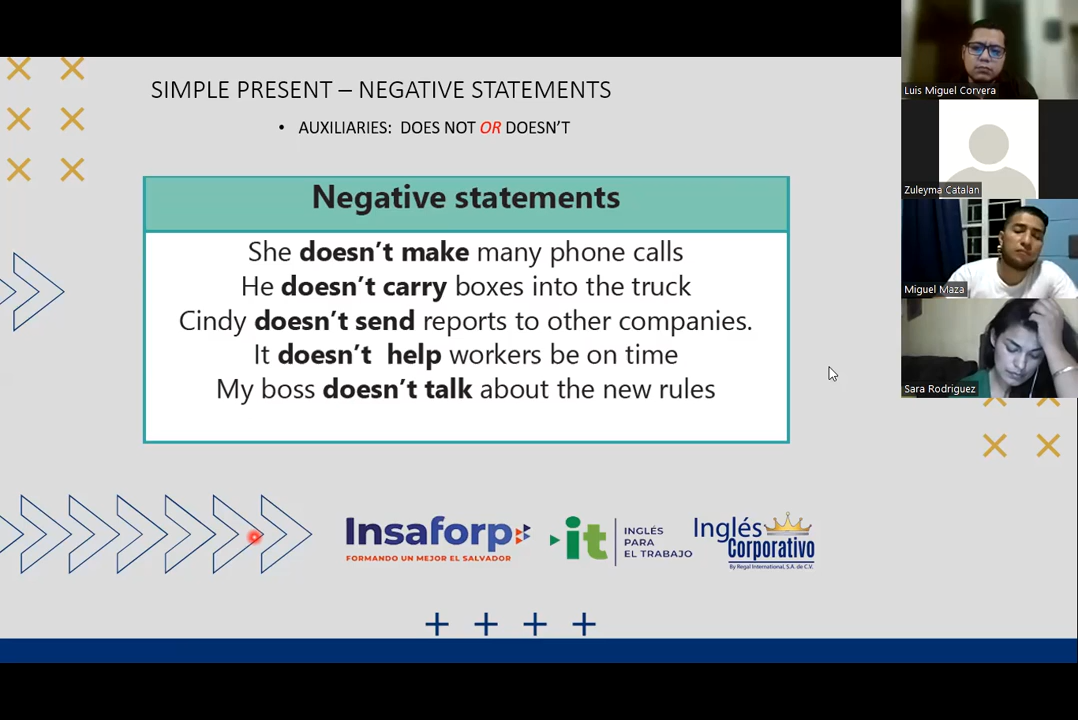 SIMPLE PRESENT – NEGATIVE STATEMENTS
• AUXILIARIES: DOES NOT OR DOESN'T
Negative statements
She doesn't make many phone calls
He doesn't carry boxes into the truck
Cindy doesn't send reports to other companies.
It doesn't help workers be on time
My boss doesn't talk about the new rules
Insaforp
FORMANDO UN MEJOR EL SALVADOR
it
INGLÉS
PARA
EL TRABAJO
Inglés
Corporativo
By Regal International, S.A. de C.V.
Luis Miguel Corvera
Zuleyma Catalan
Miguel Maza
Sara Rodriguez